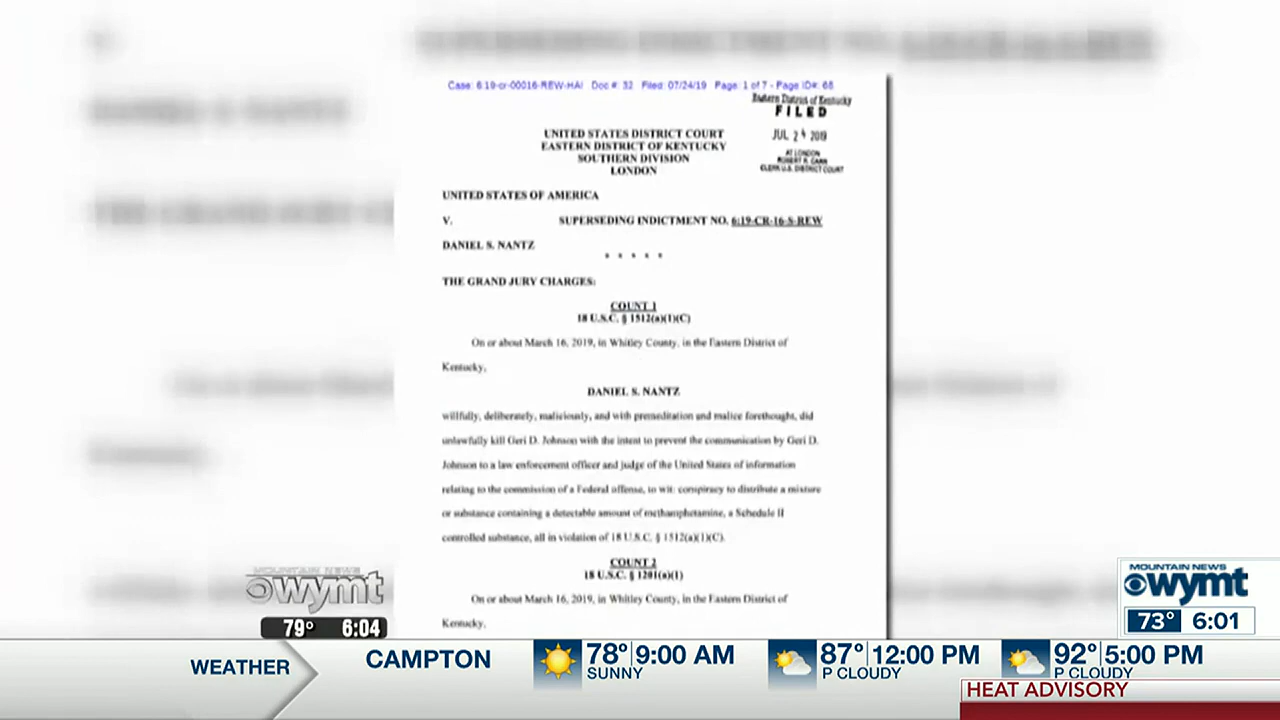 Case: 6:19-cr-00016-REW-HAI Doc #: 32 Filed: 07/24/19 Page: 1 of 7 - Page ID#: 68
Eastern District of Kentucky
FILED
JUL 24 2019
AT LONDON
ROBERT R. CARR
CLERK U.S. DISTRICT COURT
UNITED STATES DISTRICT COURT
EASTERN DISTRICT OF KENTUCKY
SOUTHERN DIVISION
LONDON
UNITED STATES OF AMERICA
V. SUPERSEDING INDICTMENT NO. 6:19-CR-16-S-REW
DANIEL S. NANTZ
* * * * *
THE GRAND JURY CHARGES:
COUNT 1
18 U.S.C. § 1512(a)(1)(C)
On or about March 16, 2019, in Whitley County, in the Eastern District of
Kentucky,
DANIEL S. NANTZ
willfully, deliberately, maliciously, and with premeditation and malice forethought, did
unlawfully kill Geri D. Johnson with the intent to prevent the communication by Geri D.
Johnson to a law enforcement officer and judge of the United States of information
relating to the commission of a Federal offense, to wit: conspiracy to distribute a mixture
or substance containing a detectable amount of methamphetamine, a Schedule II
controlled substance, all in violation of 18 U.S.C. § 1512(a)(1)(C).
COUNT 2
18 U.S.C. § 1201(a)(1)
On or about March 16, 2019, in Whitley County, in the Eastern District of
Kentucky,
MOUNTAIN NEWS
wymt
79° 6:04
MOUNTAIN NEWS
wymt
73° 6:01
WEATHER
CAMPTON
78° 9:00 AM
SUNNY
87° 12:00 PM
P CLOUDY
92° 5:00 PM
P CLOUDY
HEAT ADVISORY